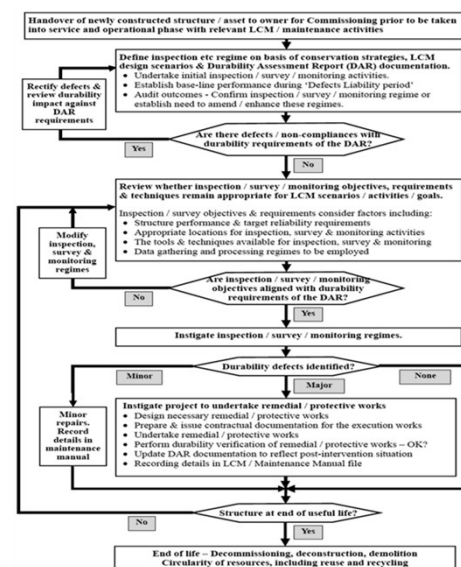 Handover of newly constructed structure / asset to owner for Commissioning prior to be taken
into service and operational phase with relevant LCM / maintenance activities
Define inspection etc regime on basis of conservation strategies, LCM
design scenarios & Durability Assessment Report (DAR) documentation.
• Undertake initial inspection / survey / monitoring activities.
• Establish base-line performance during ‘Defects Liability period’
• Audit outcomes - Confirm inspection / survey / monitoring regime or
establish need to amend / enhance these regimes.
Rectify defects &
review durability
impact against
DAR
requirements
Are there defects / non-compliances with
durability requirements of the DAR?
Yes
No
Review whether inspection / survey / monitoring objectives, requirements
& techniques remain appropriate for LCM scenarios / activities / goals.
Inspection / survey objectives & requirements consider factors including:
• Structure performance & target reliability requirements
• Appropriate locations for inspection, survey & monitoring activities
• The tools & techniques available for inspection, survey & monitoring
• Data gathering and processing regimes to be employed
Modify
inspection,
survey &
monitoring
regimes
Are inspection / survey / monitoring
objectives aligned with durability
requirements of the DAR?
No
Yes
Instigate inspection / survey / monitoring regimes.
Durability defects identified?
Minor
Major
None
Minor
repairs.
Record
details in
maintenance
manual
Instigate project to undertake remedial / protective works
• Design necessary remedial / protective works
• Prepare & issue contractual documentation for the execution works
• Undertake remedial / protective works
• Perform durability verification of remedial / protective works – OK?
• Update DAR documentation to reflect post-intervention situation
• Recording details in LCM / Maintenance Manual file
Structure at end of useful life?
No
Yes
End of life – Decommissioning, deconstruction, demolition
Circularity of resources, including reuse and recycling